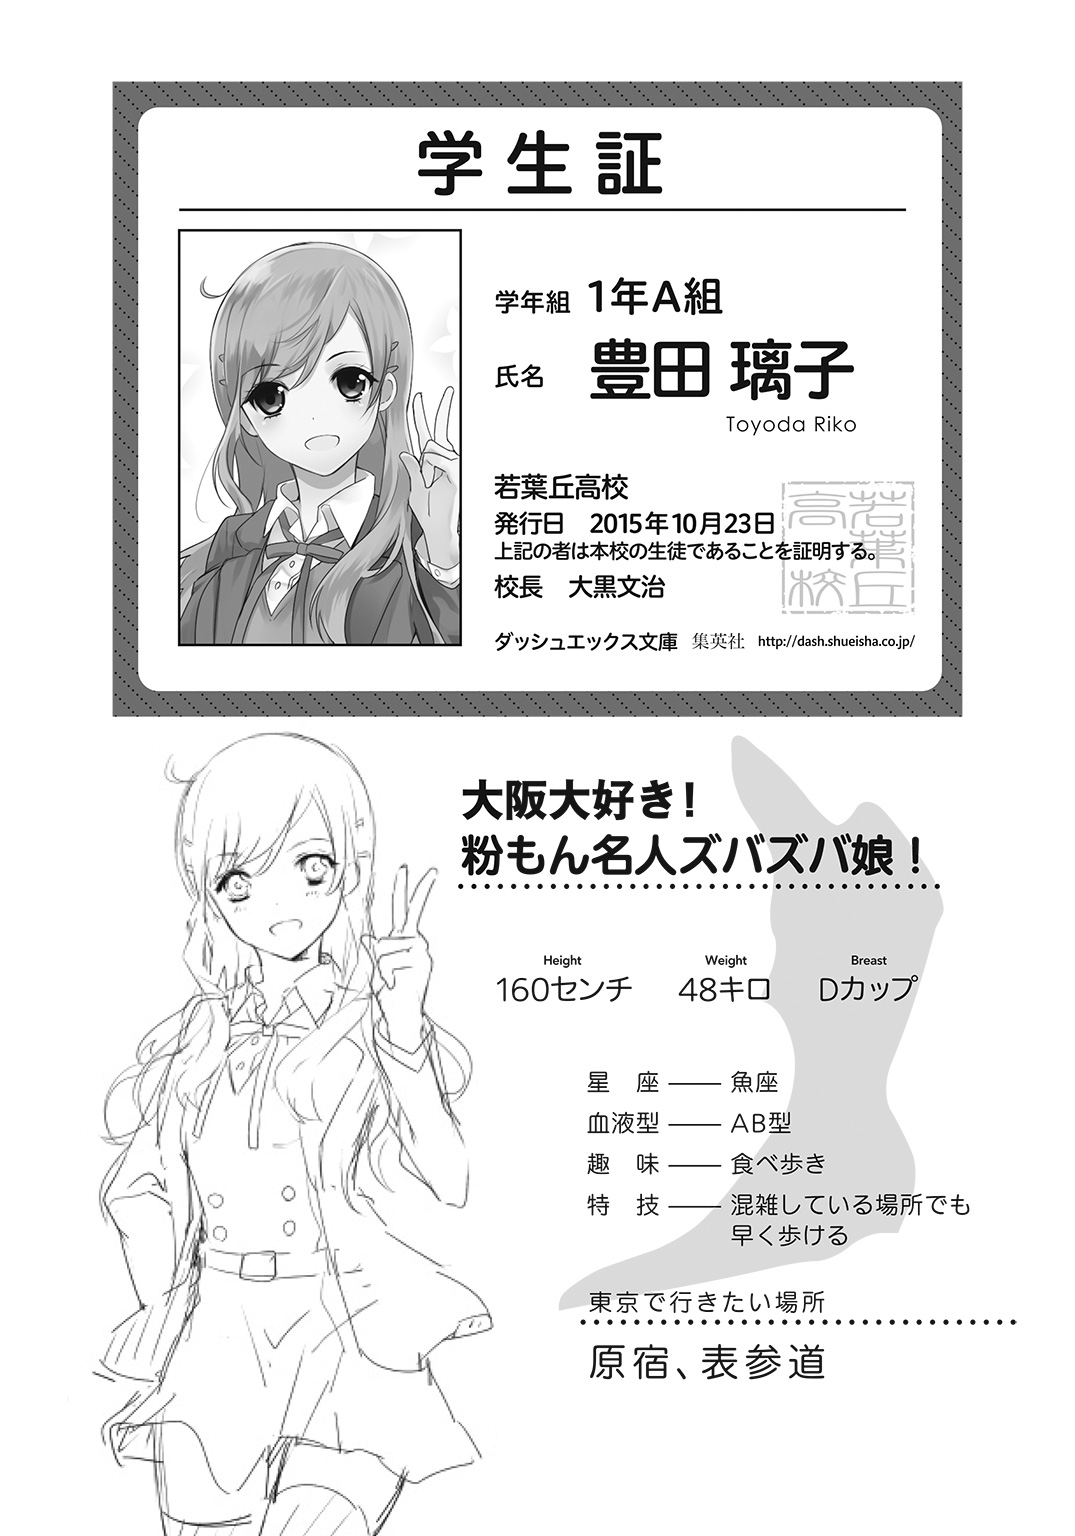 学生証
学年組 1年A組
氏名 豊田 璃子
Toyoda Riko
若葉丘高校
発行日 2015年10月23日
上記の者は本校の生徒であることを証明する。
校長 大黒文治
若葉丘高校
ダッシュエックス文庫 集英社 http://dash.shueisha.co.jp/
大阪大好き!
粉もん名人ズバズバ娘!
Height Weight Breast
160センチ 48キロ Dカップ
星 座 ―― 魚座
血液型 ―― AB型
趣 味 ―― 食べ歩き
特 技 ―― 混雑している場所でも
早く歩ける
東京で行きたい場所
原宿、表参道